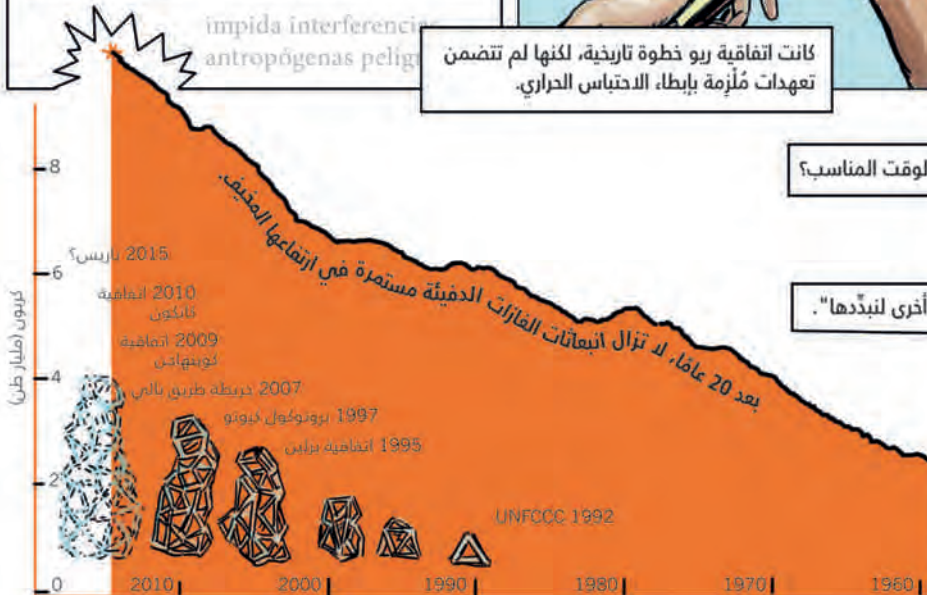 impida interferencias
antropógenas pelig
كانت اتفاقية ريو خطوة تاريخية، لكنها لم تتضمن
تعهدات مُلْزِمة بإبطاء الاحتباس الحراري.
لوقت المناسب؟
أخرى لنبدِّدها".
بعد 20 عامًا، لا تزال انبعاثات الغازات الدفيئة مستمرة في ارتفاعها المخيف.
كربون (مليار طن)
8
6
4
2
0
2015 باريس؟
2010 اتفاقية
كانكون
2009 اتفاقية
كوبنهاجن
2007 خريطة طريق بالي
1997 بروتوكول كيوتو
1995 اتفاقية برلين
UNFCCC 1992
2010
2000
1990
1980
1970
1960